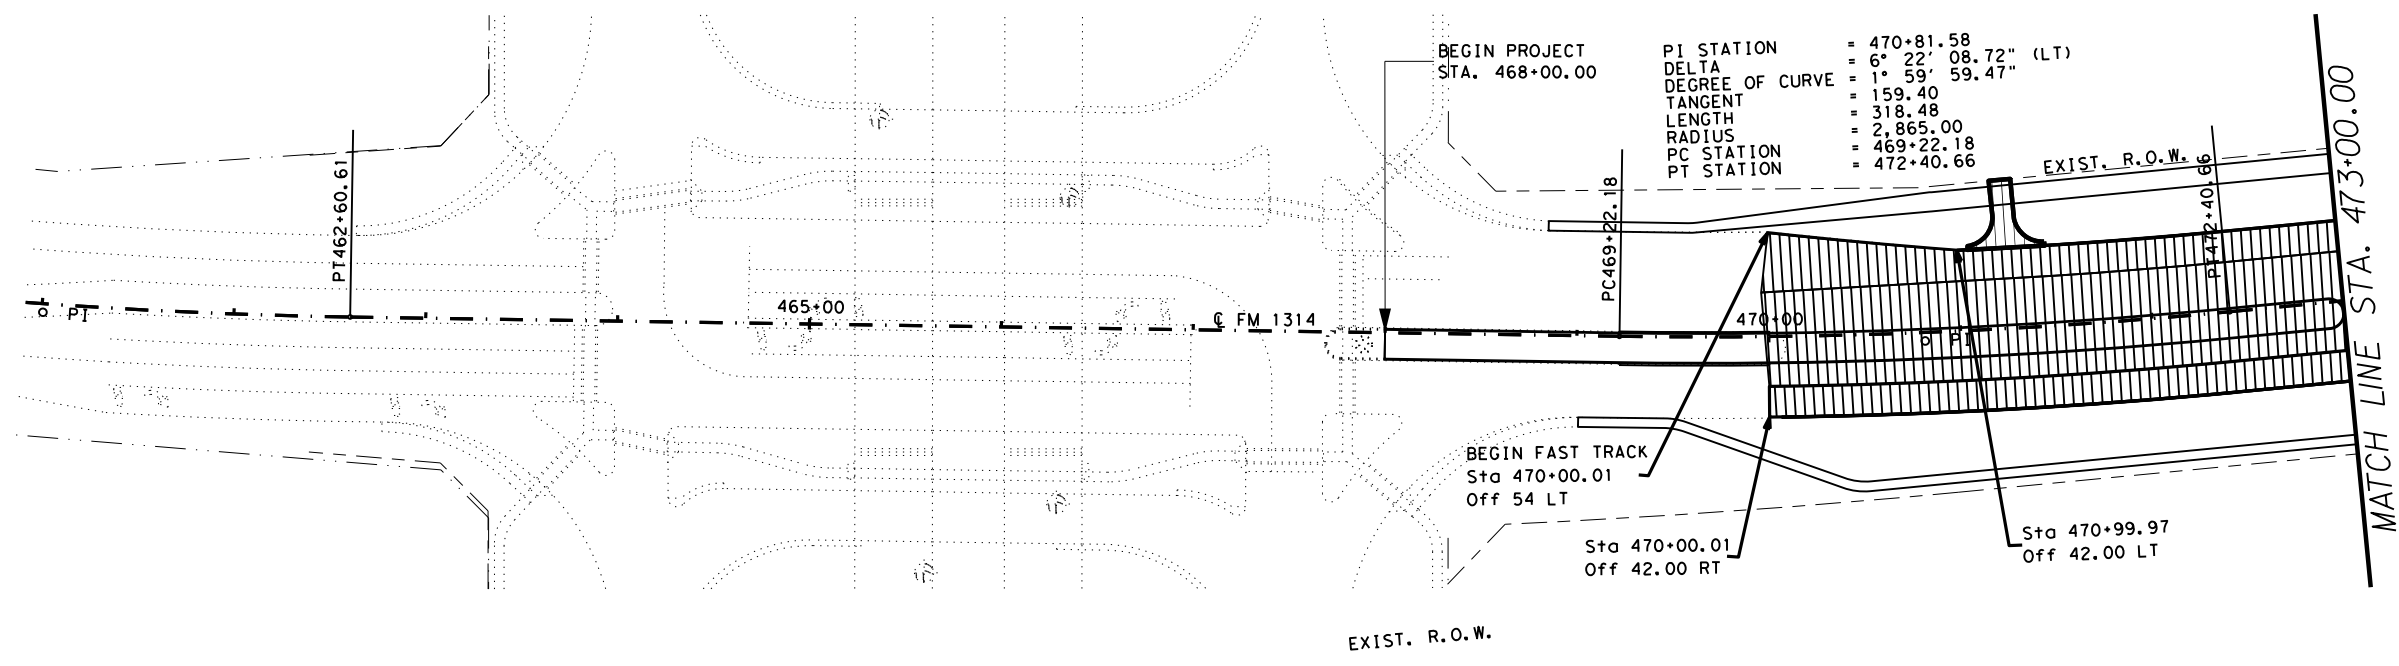 BEGIN PROJECT
STA. 468+00.00
PI STATION = 470+81.58
DELTA = 6° 22' 08.72" (LT)
DEGREE OF CURVE = 1° 59' 59.47"
TANGENT = 159.40
LENGTH = 318.48
RADIUS = 2,865.00
PC STATION = 469+22.18
PT STATION = 472+40.66
EXIST. R.O.W.
PT462+60.61
PC469+22.18
PT472+40.66
MATCH LINE STA. 473+00.00
PI
465+00
℄ FM 1314
470+00
PI
BEGIN FAST TRACK
Sta 470+00.01
Off 54 LT
Sta 470+00.01
Off 42.00 RT
Sta 470+99.97
Off 42.00 LT
EXIST. R.O.W.